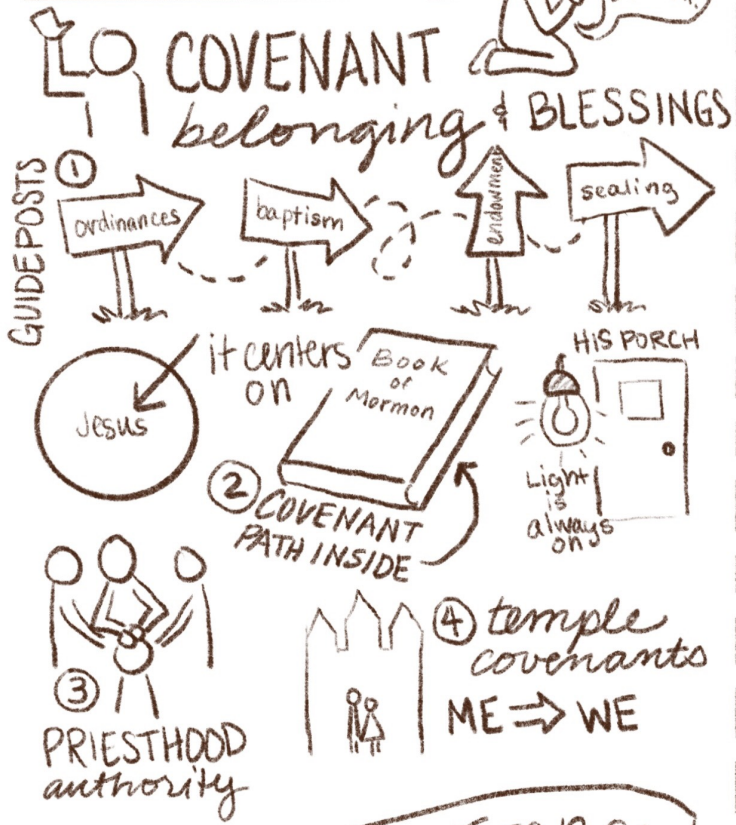 COVENANT
belonging & BLESSINGS
GUIDEPOSTS
1
ordinances
baptism
endowment
sealing
Jesus
it centers
on
Book
of
Mormon
HIS PORCH
Light
is
always
on
2 COVENANT
PATH INSIDE
3
PRIESTHOOD
authority
4 temple
covenants
ME ⇒ WE